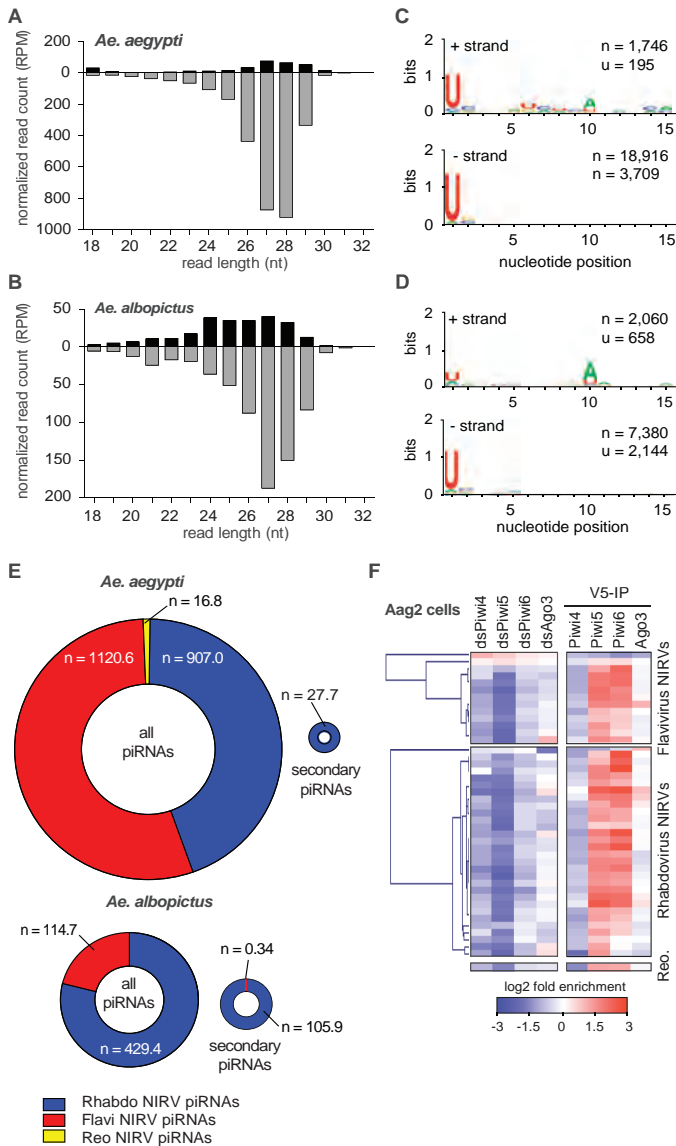 A
Ae. aegypti
normalized read count (RPM)
200
100
0
200
400
600
800
1000
18 20 22 24 26 28 30 32
read length (nt)
B
Ae. albopictus
normalized read count (RPM)
50
0
50
100
150
200
18 20 22 24 26 28 30 32
read length (nt)
C
bits
2
1
0
+ strand
n = 1,746
u = 195
U
A
5 10 15
bits
2
1
0
- strand
n = 18,916
n = 3,709
U
5 10 15
nucleotide position
D
bits
2
1
0
+ strand
n = 2,060
u = 658
U
A
5 10 15
bits
2
1
0
- strand
n = 7,380
u = 2,144
U
5 10 15
nucleotide position
E
Ae. aegypti
n = 16.8
n = 1120.6
n = 907.0
all
piRNAs
n = 27.7
secondary
piRNAs
Ae. albopictus
n = 114.7
all
piRNAs
n = 429.4
n = 0.34
n = 105.9
secondary
piRNAs
Rhabdo NIRV piRNAs
Flavi NIRV piRNAs
Reo NIRV piRNAs
F
Aag2 cells
V5-IP
dsPiwi4
dsPiwi5
dsPiwi6
dsAgo3
Piwi4
Piwi5
Piwi6
Ago3
Flavivirus NIRVs
Rhabdovirus NIRVs
Reo.
log2 fold enrichment
-3 -1.5 0 1.5 3